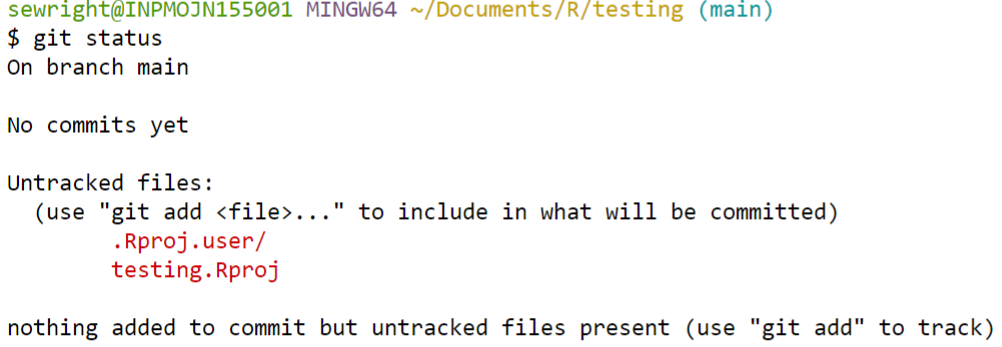 sewright@INPMOJN155001 MINGW64 ~/Documents/R/testing (main)
$ git status
On branch main

No commits yet

Untracked files:
  (use "git add <file>..." to include in what will be committed)
        .Rproj.user/
        testing.Rproj

nothing added to commit but untracked files present (use "git add" to track)